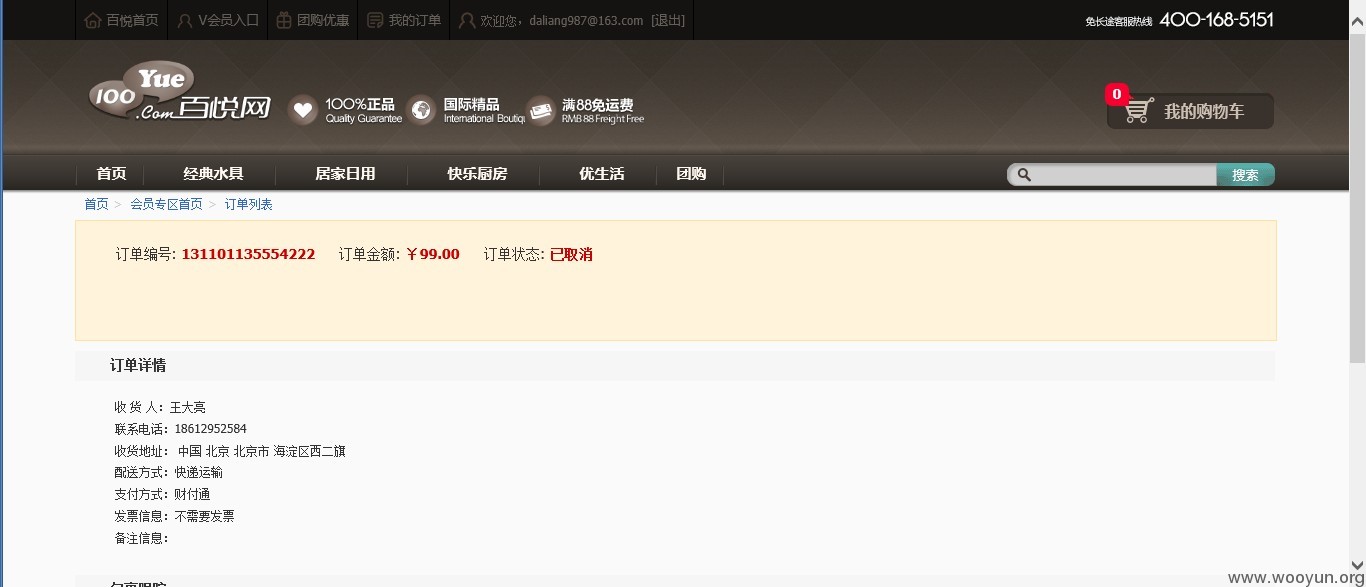 百悦首页 V会员入口 团购优惠 我的订单 欢迎您，daliang987@163.com [退出] 免长途客服热线 400-168-5151
100 Yue .Com 百悦网
100%正品 国际精品 满88免运费
Quality Guarantee International Boutiq RMB 88 Freight Free
0 我的购物车
首页 经典水具 居家日用 快乐厨房 优生活 团购 搜索
首页 > 会员专区首页 > 订单列表
订单编号: 131101135554222 订单金额: ￥99.00 订单状态: 已取消
订单详情
收 货 人：王大亮
联系电话：18612952584
收货地址： 中国 北京 北京市 海淀区西二旗
配送方式：快递运输
支付方式：财付通
发票信息：不需要发票
备注信息：
www.wooyun.org